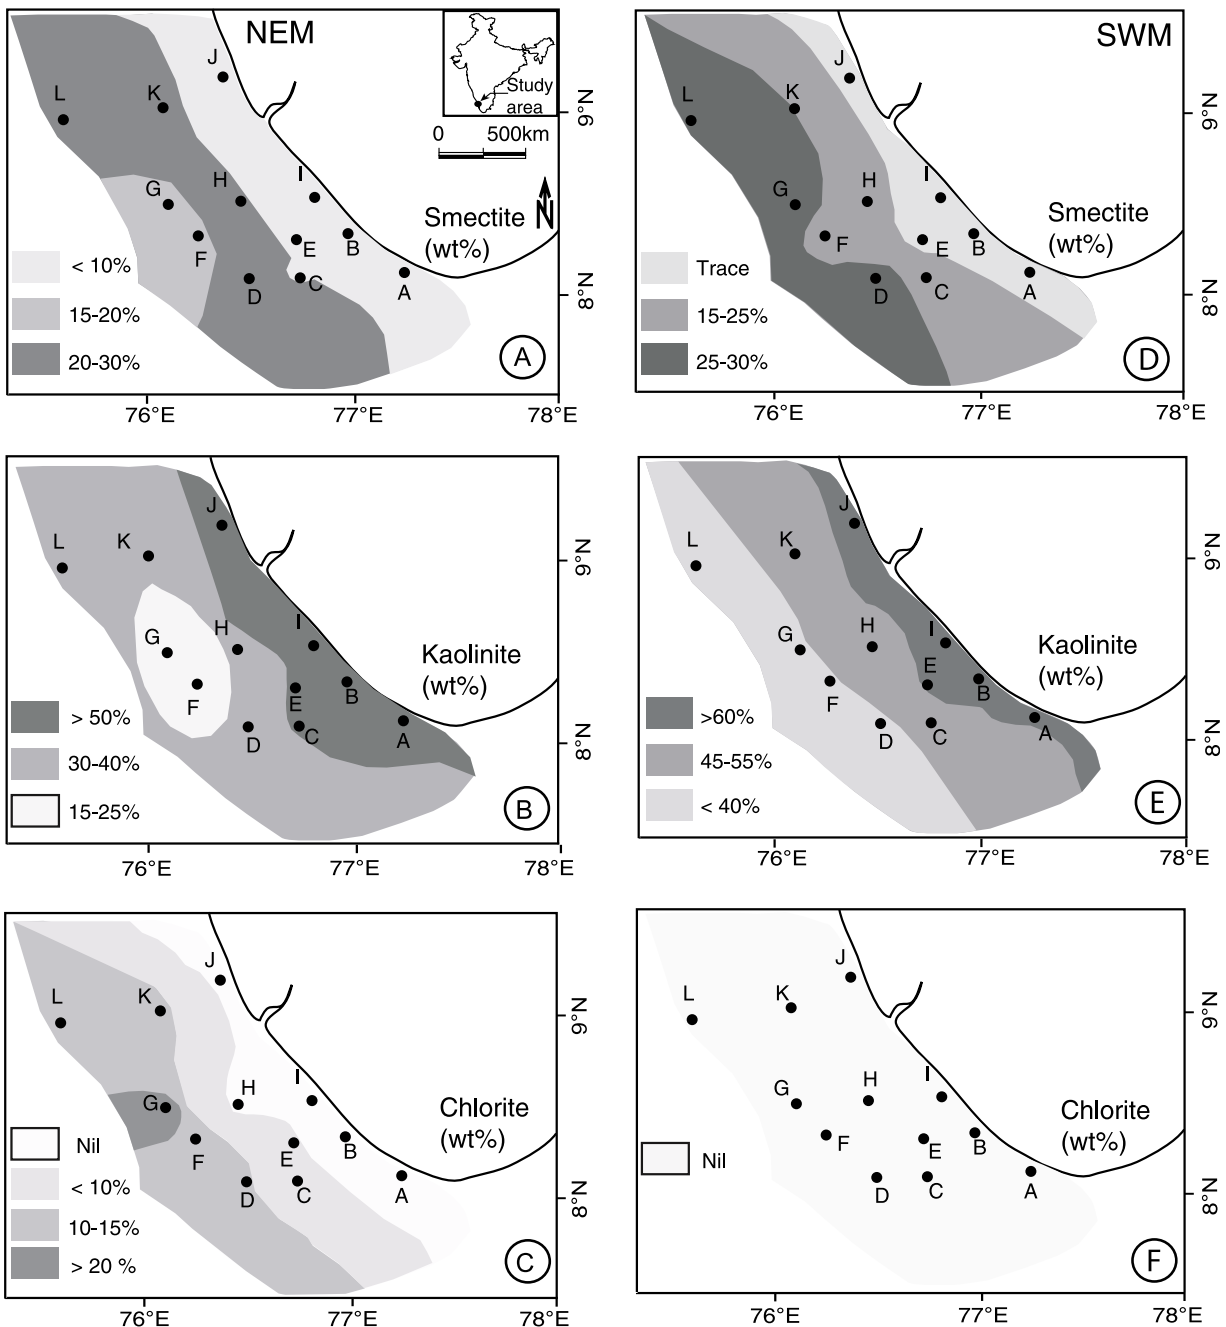 NEM
J
L
K
G
H
I
F
E
B
D
C
A
Study
area
0 500km
N
Smectite
(wt%)
< 10%
15-20%
20-30%
A
9°N
8°N
76°E 77°E 78°E
SWM
J
L
K
G
H
I
F
E
B
D
C
A
Smectite
(wt%)
Trace
15-25%
25-30%
D
9°N
8°N
76°E 77°E 78°E
J
L
K
G
H
I
F
E
B
D
C
A
Kaolinite
(wt%)
> 50%
30-40%
15-25%
B
9°N
8°N
76°E 77°E 78°E
J
L
K
G
H
I
E
F
B
D
C
A
Kaolinite
(wt%)
>60%
45-55%
< 40%
E
9°N
8°N
76°E 77°E 78°E
J
L
K
G
H
I
F
E
B
D
C
A
Chlorite
(wt%)
Nil
< 10%
10-15%
> 20 %
C
9°N
8°N
76°E 77°E 78°E
J
L
K
G
H
I
F
E
B
D
C
A
Chlorite
(wt%)
Nil
F
9°N
8°N
76°E 77°E 78°E